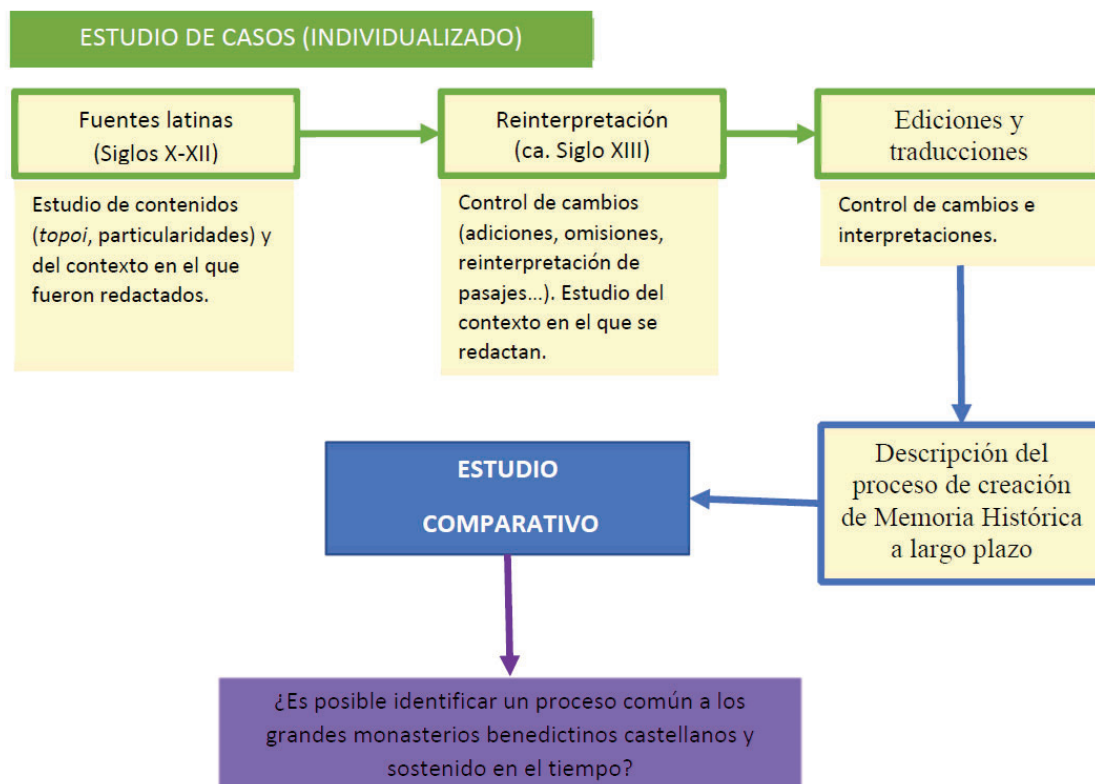 ESTUDIO DE CASOS (INDIVIDUALIZADO)
Fuentes latinas
(Siglos X-XII)
Estudio de contenidos
(topoi, particularidades) y
del contexto en el que
fueron redactados.
Reinterpretación
(ca. Siglo XIII)
Control de cambios
(adiciones, omisiones,
reinterpretación de
pasajes...). Estudio del
contexto en el que se
redactan.
Ediciones y
traducciones
Control de cambios e
interpretaciones.
Descripción del
proceso de creación
de Memoria Histórica
a largo plazo
ESTUDIO
COMPARATIVO
¿Es posible identificar un proceso común a los
grandes monasterios benedictinos castellanos y
sostenido en el tiempo?